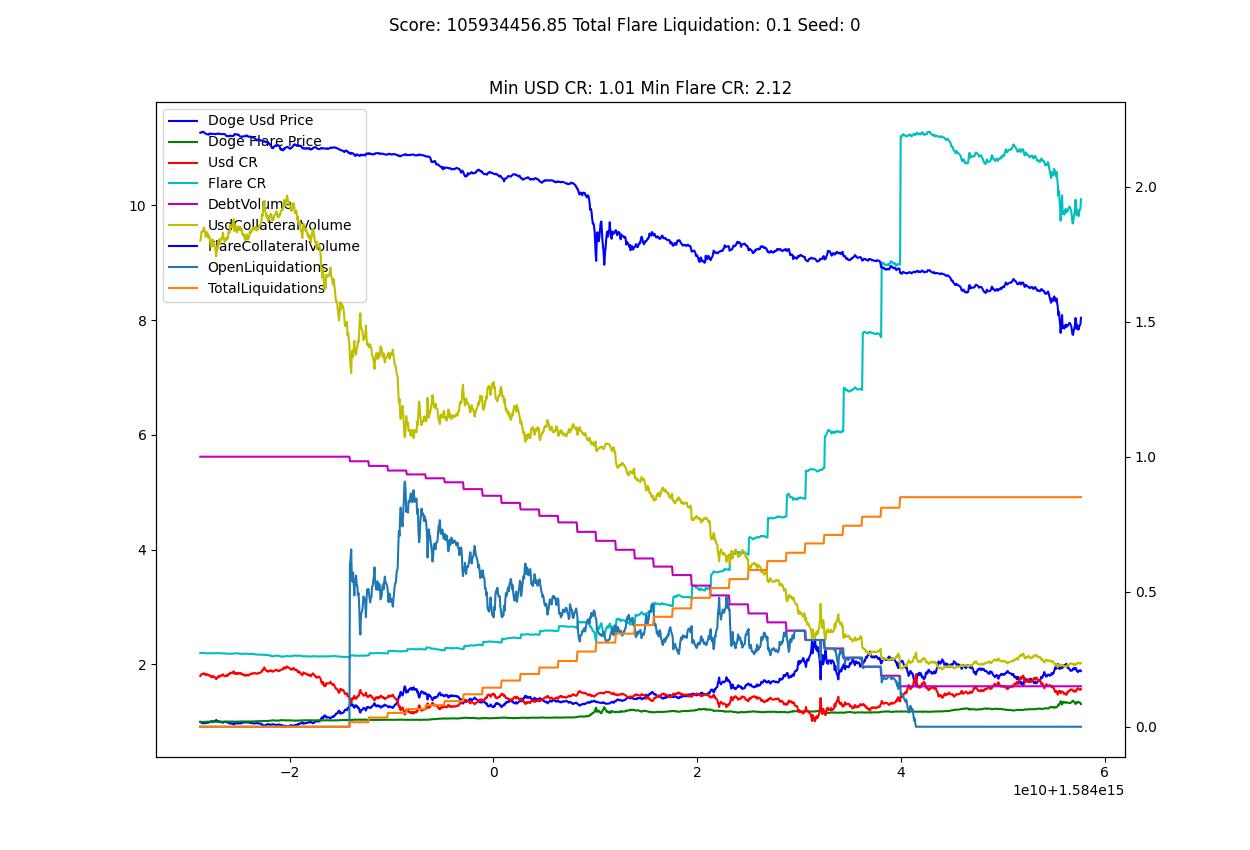 Score: 105934456.85 Total Flare Liquidation: 0.1 Seed: 0
Min USD CR: 1.01 Min Flare CR: 2.12
Doge Usd Price
Doge Flare Price
Usd CR
Flare CR
DebtVolume
UsdCollateralVolume
FlareCollateralVolume
OpenLiquidations
TotalLiquidations
10
8
6
4
2
2.0
1.5
1.0
0.5
0.0
−2
0
2
4
6
1e10+1.584e15